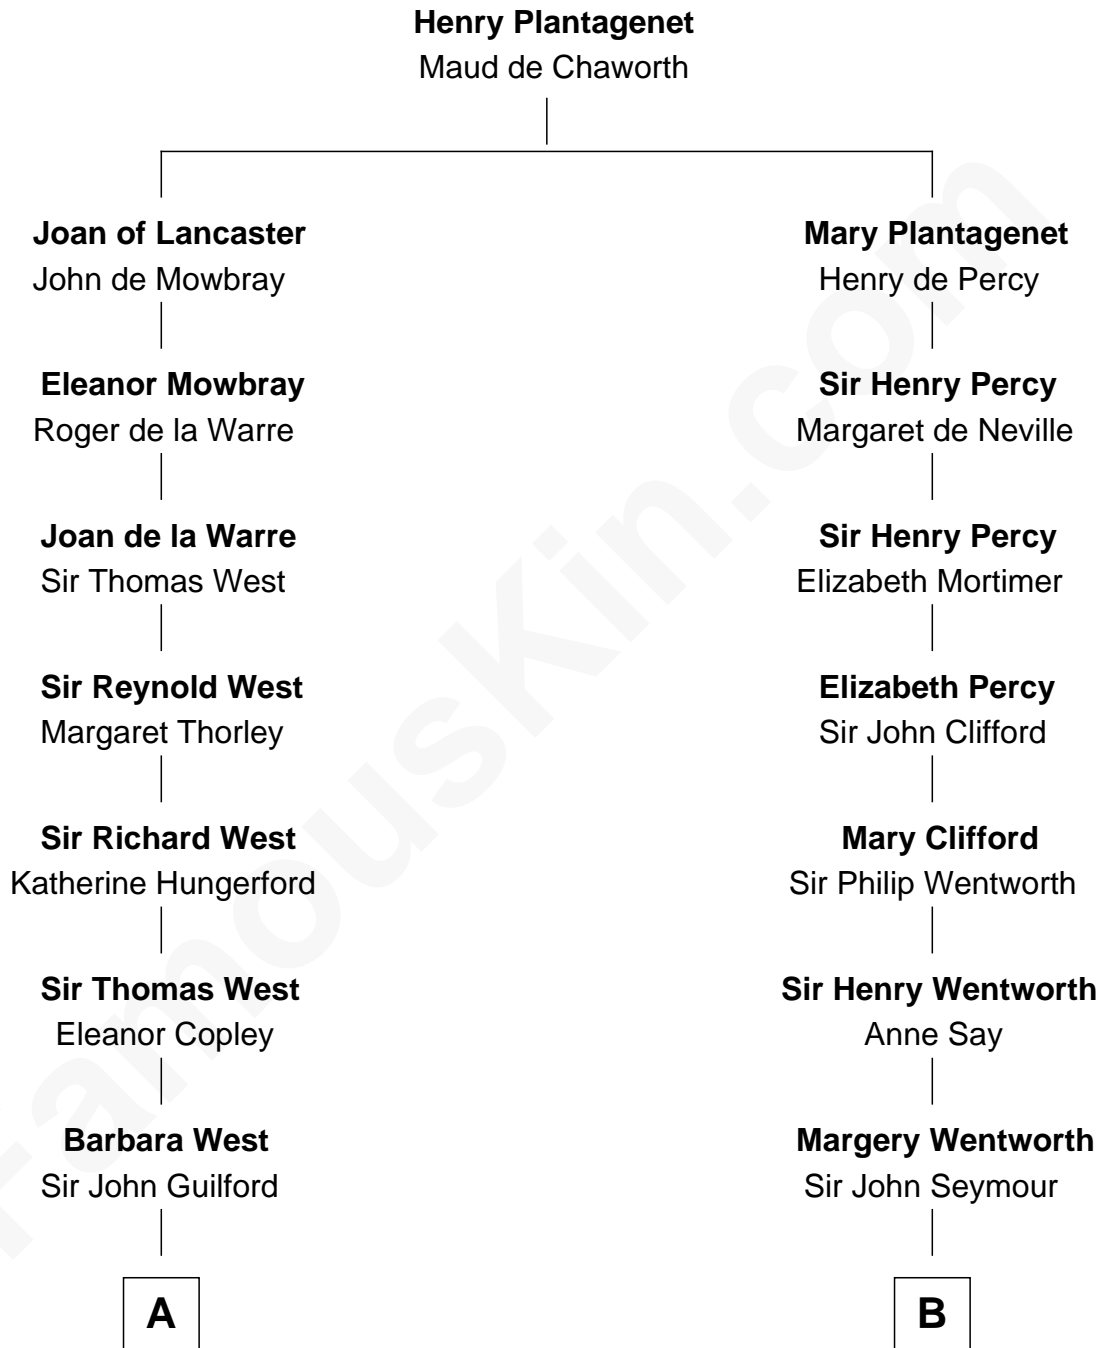 Henry Plantagenet
Maud de Chaworth
Joan of Lancaster
John de Mowbray
Mary Plantagenet
Henry de Percy
Eleanor Mowbray
Roger de la Warre
Sir Henry Percy
Margaret de Neville
Joan de la Warre
Sir Thomas West
Sir Henry Percy
Elizabeth Mortimer
Sir Reynold West
Margaret Thorley
Elizabeth Percy
Sir John Clifford
Sir Richard West
Katherine Hungerford
Mary Clifford
Sir Philip Wentworth
Sir Thomas West
Eleanor Copley
Sir Henry Wentworth
Anne Say
Barbara West
Sir John Guilford
Margery Wentworth
Sir John Seymour
A
B
FamousKin.com